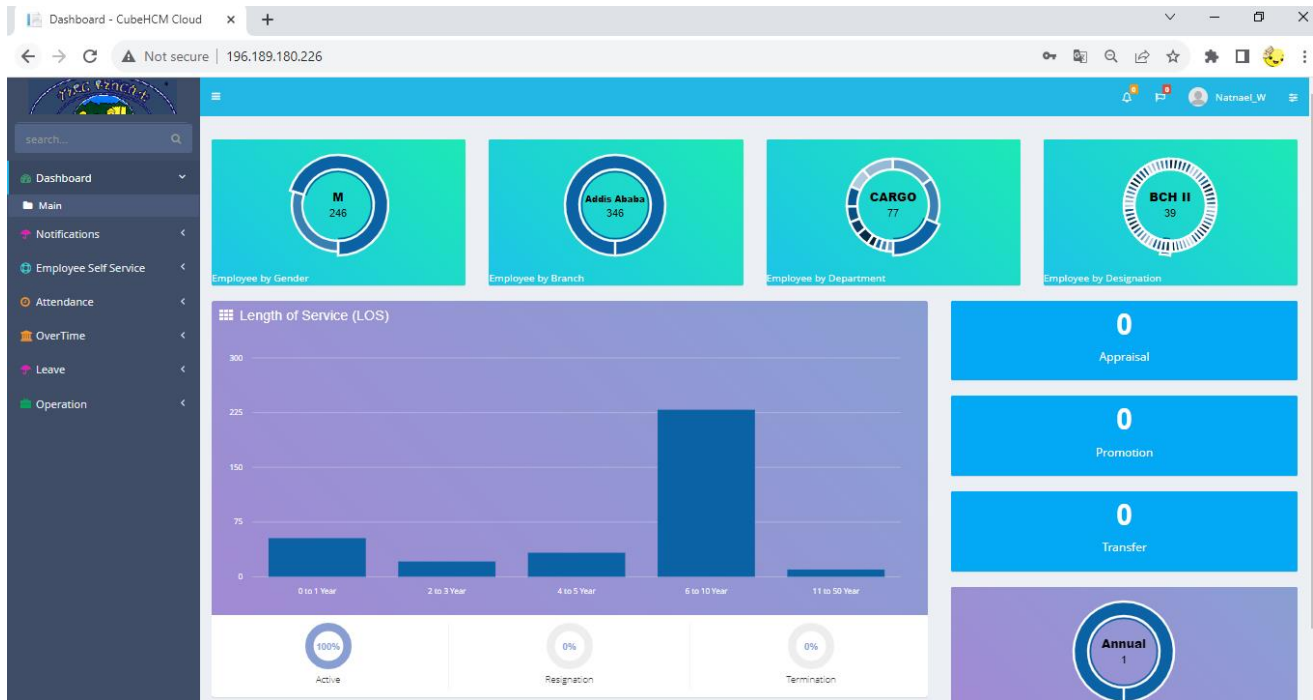 Dashboard - CubeHCM Cloud
Not secure | 196.189.180.226
search...
0
0
Natnael_W
Dashboard
Main
Notifications
Employee Self Service
Attendance
OverTime
Leave
Operation
M
246
Employee by Gender
Addis Ababa
346
Employee by Branch
CARGO
77
Employee by Department
BCH II
39
Employee by Designation
Length of Service (LOS)
300
225
150
75
0
0 to 1 Year
2 to 3 Year
4 to 5 Year
6 to 10 Year
11 to 50 Year
100%
Active
0%
Resignation
0%
Termination
0
Appraisal
0
Promotion
0
Transfer
Annual
1